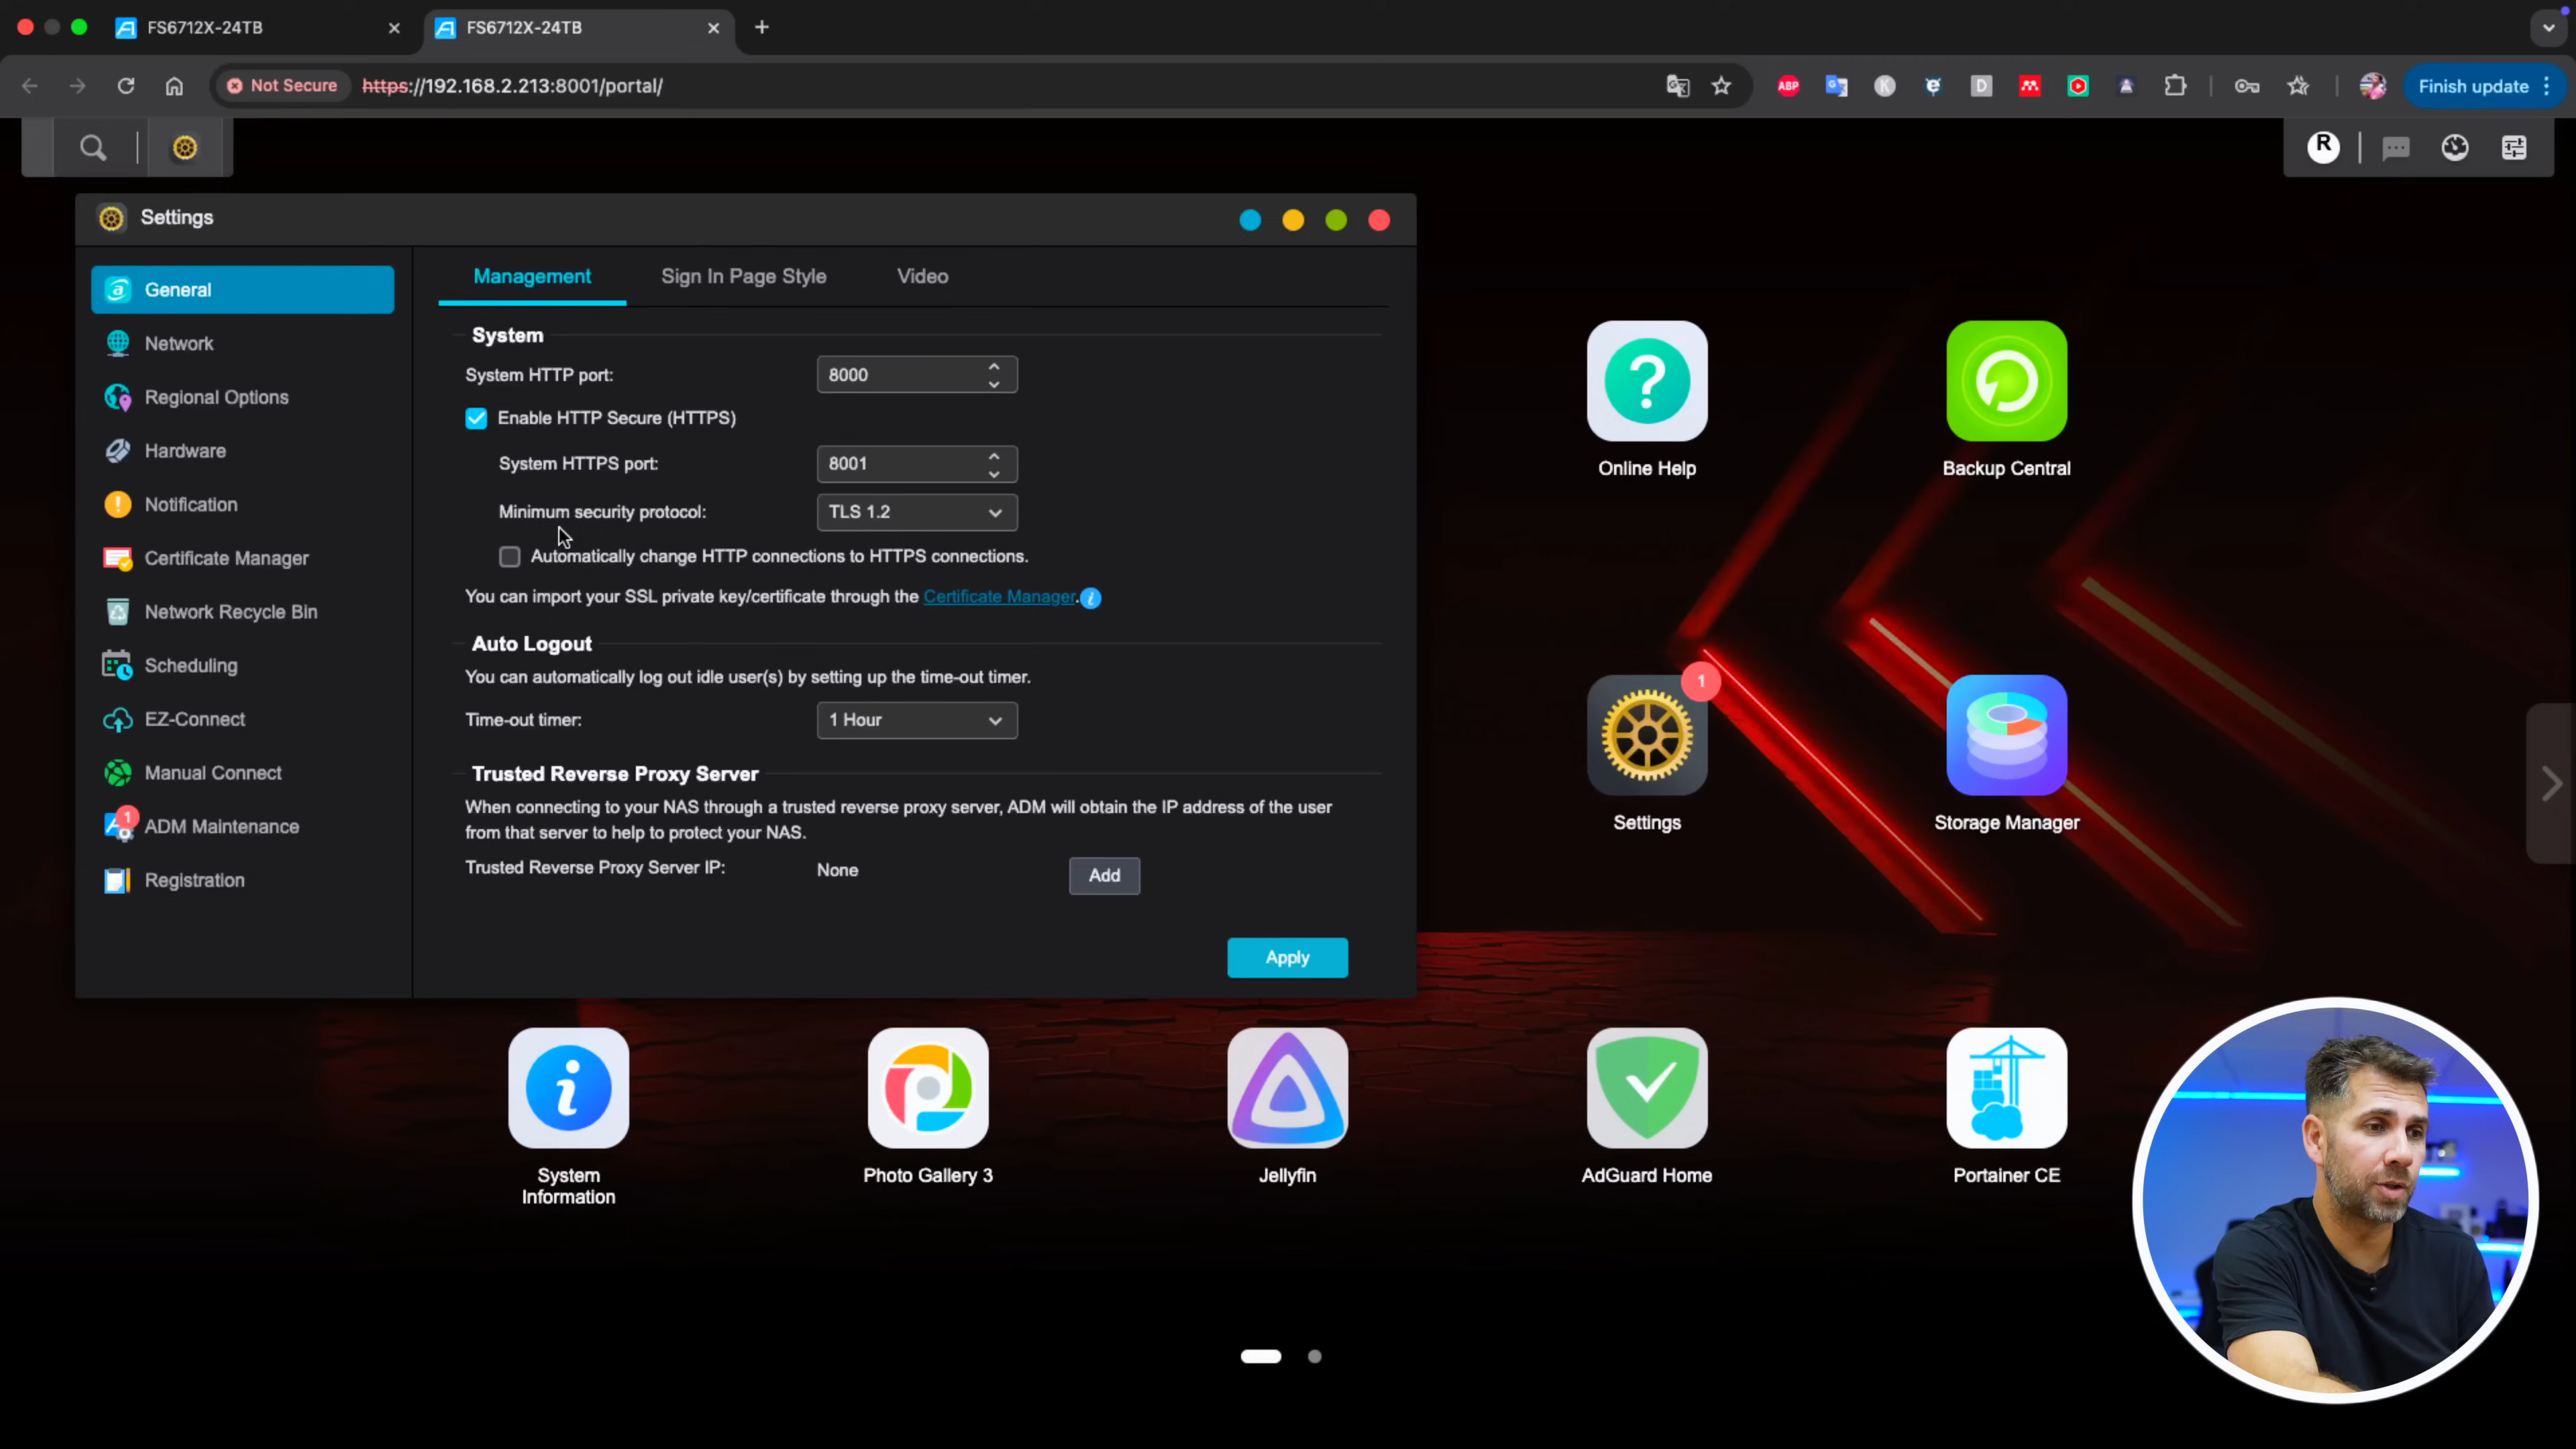 FS6712X-24TB
FS6712X-24TB
Not Secure
https://192.168.2.213:8001/portal/
ABP
K
D
Finish update
R
Settings
General
Network
Regional Options
Hardware
Notification
Certificate Manager
Network Recycle Bin
Scheduling
EZ-Connect
Manual Connect
1
ADM Maintenance
Registration
Management
Sign In Page Style
Video
System
System HTTP port:
8000
Enable HTTP Secure (HTTPS)
System HTTPS port:
8001
Minimum security protocol:
TLS 1.2
Automatically change HTTP connections to HTTPS connections.
You can import your SSL private key/certificate through the Certificate Manager.
Auto Logout
You can automatically log out idle user(s) by setting up the time-out timer.
Time-out timer:
1 Hour
Trusted Reverse Proxy Server
When connecting to your NAS through a trusted reverse proxy server, ADM will obtain the IP address of the user
from that server to help to protect your NAS.
Trusted Reverse Proxy Server IP:
None
Add
Apply
Online Help
Backup Central
1
Settings
Storage Manager
System
Information
Photo Gallery 3
Jellyfin
AdGuard Home
Portainer CE